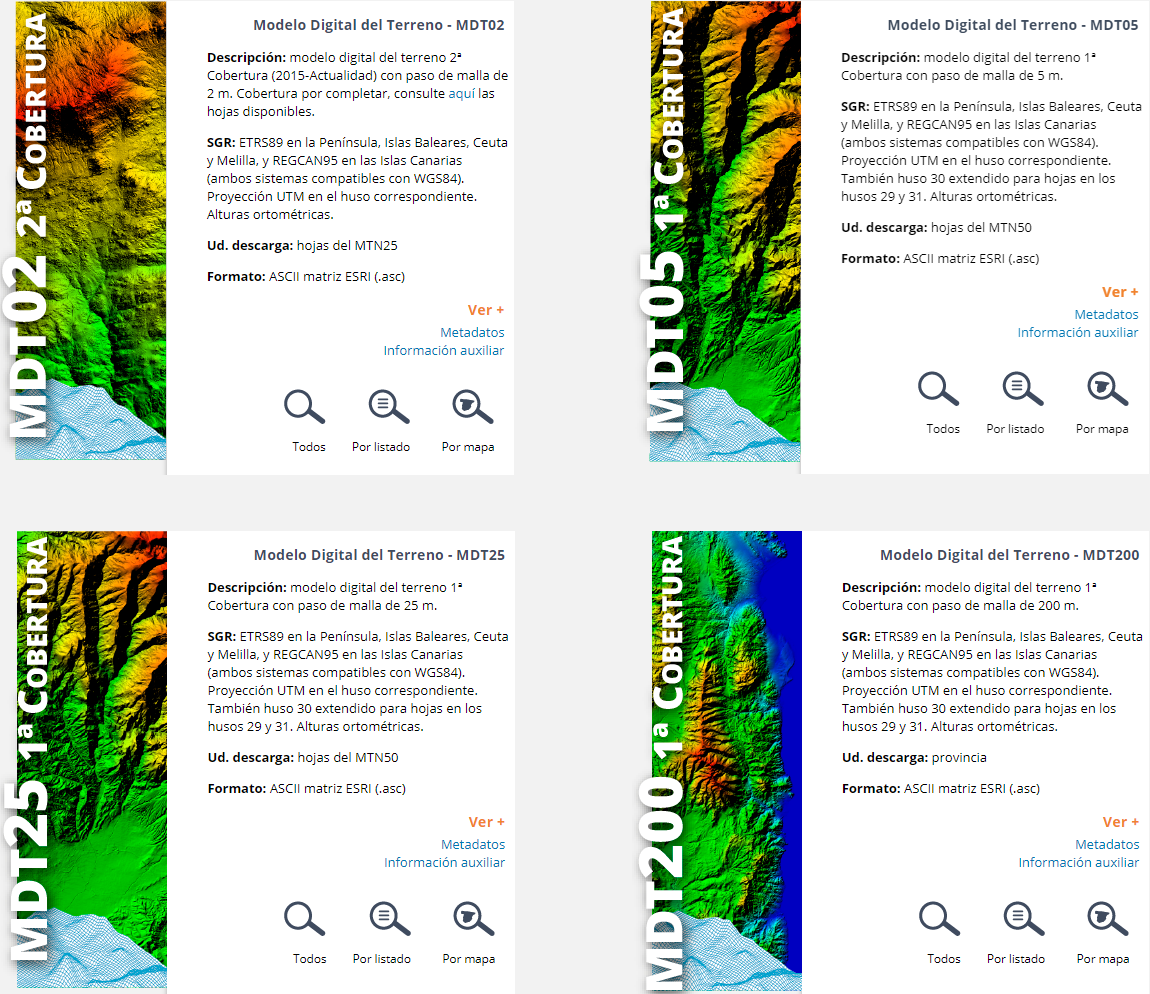 MDT02 2ª COBERTURA
Modelo Digital del Terreno - MDT02
Descripción: modelo digital del terreno 2ª
Cobertura (2015-Actualidad) con paso de malla de
2 m. Cobertura por completar, consulte aquí las
hojas disponibles.
SGR: ETRS89 en la Península, Islas Baleares, Ceuta
y Melilla, y REGCAN95 en las Islas Canarias
(ambos sistemas compatibles con WGS84).
Proyección UTM en el huso correspondiente.
Alturas ortométricas.
Ud. descarga: hojas del MTN25
Formato: ASCII matriz ESRI (.asc)
Ver +
Metadatos
Información auxiliar
Todos Por listado Por mapa
MDT05 1ª COBERTURA
Modelo Digital del Terreno - MDT05
Descripción: modelo digital del terreno 1ª
Cobertura con paso de malla de 5 m.
SGR: ETRS89 en la Península, Islas Baleares, Ceuta
y Melilla, y REGCAN95 en las Islas Canarias
(ambos sistemas compatibles con WGS84).
Proyección UTM en el huso correspondiente.
También huso 30 extendido para hojas en los
husos 29 y 31. Alturas ortométricas.
Ud. descarga: hojas del MTN50
Formato: ASCII matriz ESRI (.asc)
Ver +
Metadatos
Información auxiliar
Todos Por listado Por mapa
MDT25 1ª COBERTURA
Modelo Digital del Terreno - MDT25
Descripción: modelo digital del terreno 1ª
Cobertura con paso de malla de 25 m.
SGR: ETRS89 en la Península, Islas Baleares, Ceuta
y Melilla, y REGCAN95 en las Islas Canarias
(ambos sistemas compatibles con WGS84).
Proyección UTM en el huso correspondiente.
También huso 30 extendido para hojas en los
husos 29 y 31. Alturas ortométricas.
Ud. descarga: hojas del MTN50
Formato: ASCII matriz ESRI (.asc)
Ver +
Metadatos
Información auxiliar
Todos Por listado Por mapa
MDT200 1ª COBERTURA
Modelo Digital del Terreno - MDT200
Descripción: modelo digital del terreno 1ª
Cobertura con paso de malla de 200 m.
SGR: ETRS89 en la Península, Islas Baleares, Ceuta
y Melilla, y REGCAN95 en las Islas Canarias
(ambos sistemas compatibles con WGS84).
Proyección UTM en el huso correspondiente.
También huso 30 extendido para hojas en los
husos 29 y 31. Alturas ortométricas.
Ud. descarga: provincia
Formato: ASCII matriz ESRI (.asc)
Ver +
Metadatos
Información auxiliar
Todos Por listado Por mapa